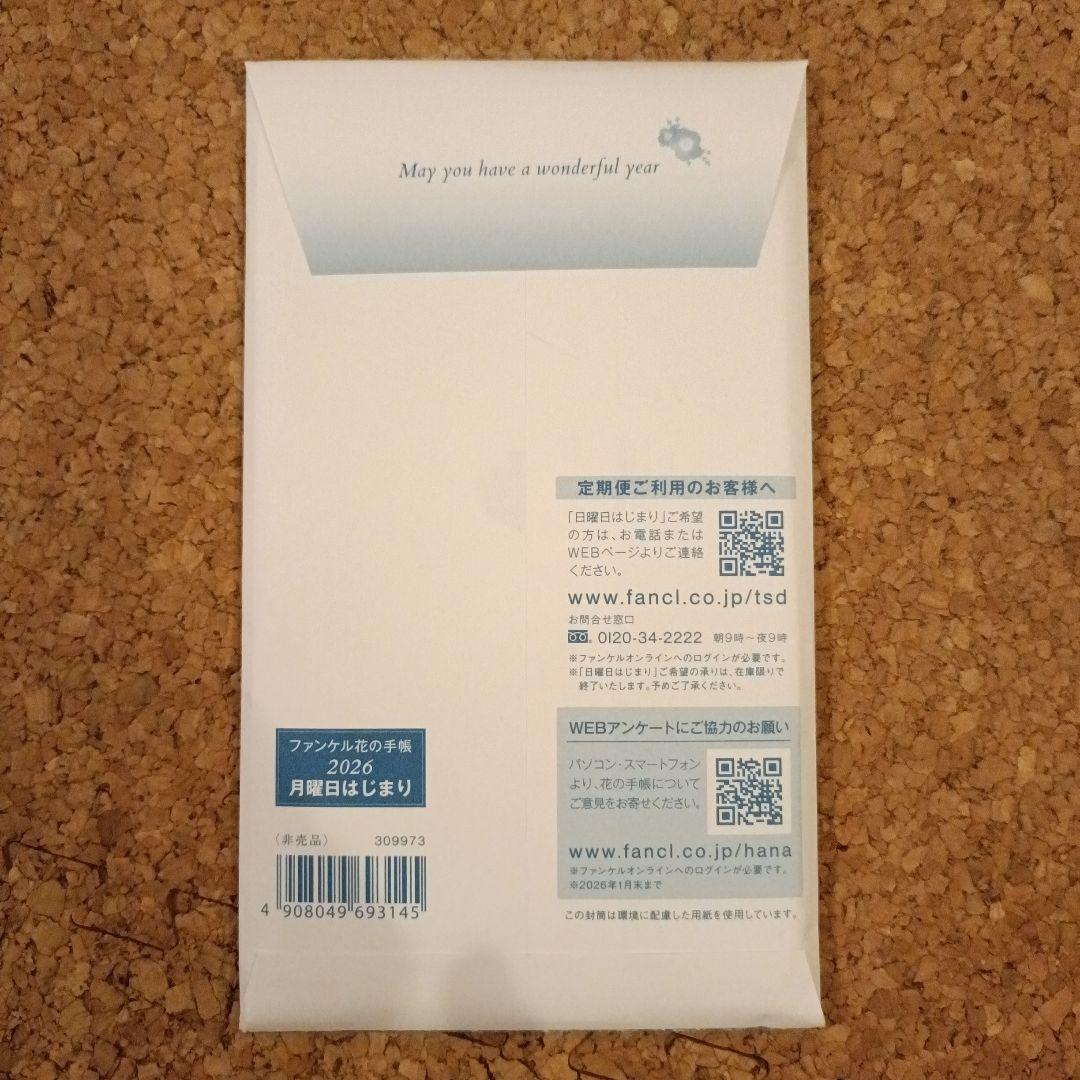 May you have a wonderful year
定期便ご利用のお客様へ
「日曜日はじまり」ご希望
の方は、お電話または
WEBページよりご連絡
ください。
www.fancl.co.jp/tsd
お問合せ窓口
0120-34-2222 朝9時～夜9時
※ファンケルオンラインへのログインが必要です。
※「日曜日はじまり」ご希望の承りは、在庫限りで
終了いたします。予めご了承ください。
WEBアンケートにご協力のお願い
パソコン・スマートフォン
より、花の手帳について
ご意見をお寄せください。
www.fancl.co.jp/hana
※ファンケルオンラインへのログインが必要です。
※2026年1月末まで
この封筒は環境に配慮した用紙を使用しています。
ファンケル花の手帳
2026
月曜日はじまり
〈非売品〉 309973
4 908049 693145